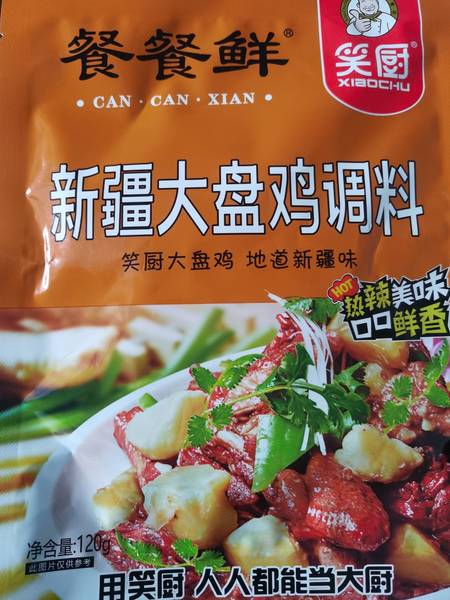 餐餐鲜®
• CAN · CAN · XIAN •
笑厨®
XIAOCHU
新疆大盘鸡调料
笑厨大盘鸡 地道新疆味
HOT
热辣美味
口口鲜香
净含量:120g
此图片仅供参考
用笑厨 人人都能当大厨